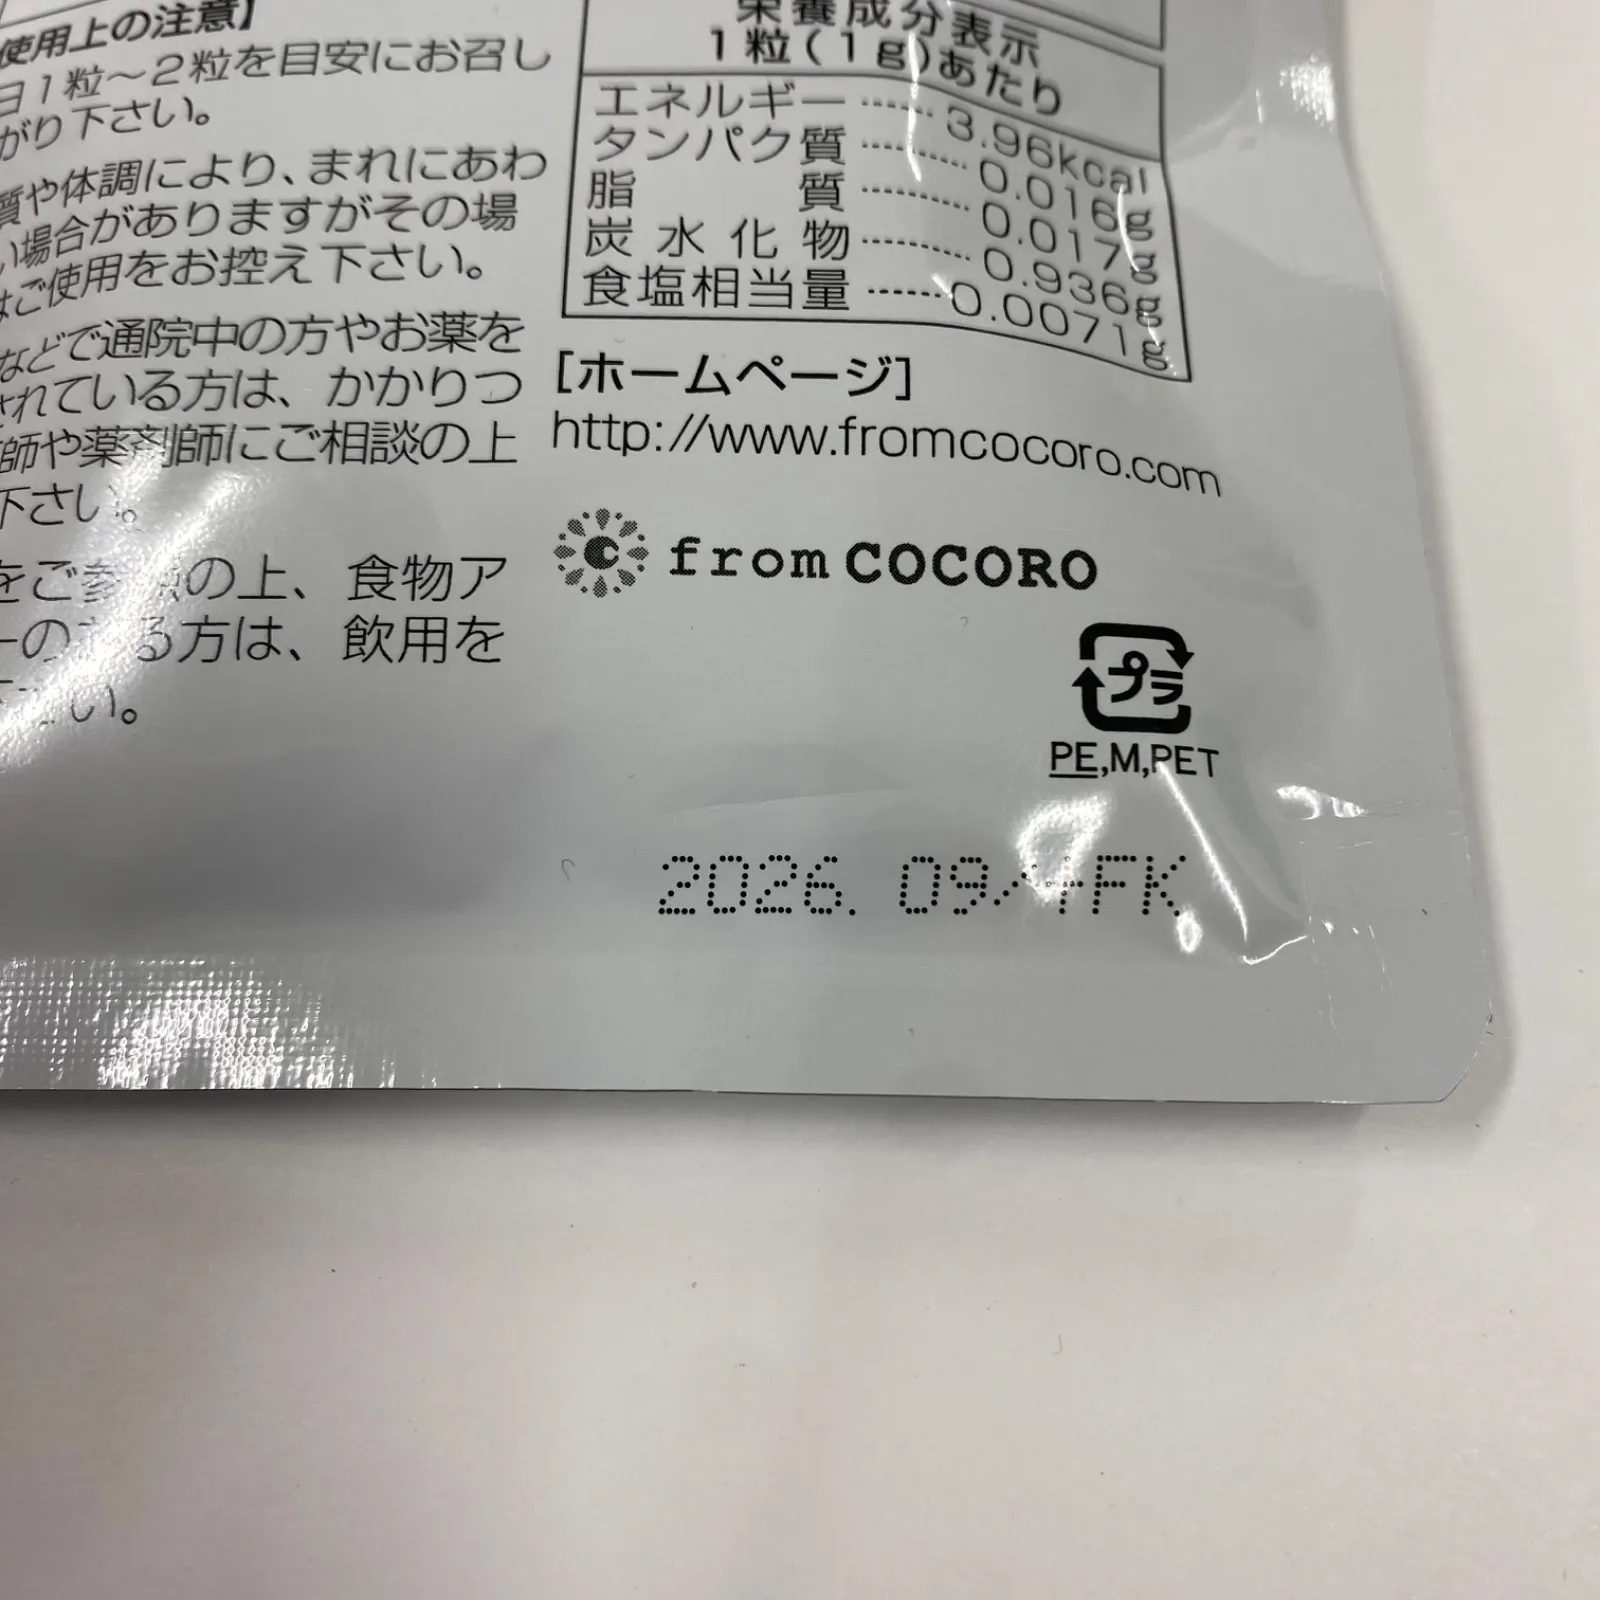 使用上の注意】
日1粒～2粒を目安にお召し
がり下さい。
質や体調により、まれにあわ
い場合がありますがその場
はご使用をお控え下さい。
などで通院中の方やお薬を
されている方は、かかりつ
師や薬剤師にご相談の上
下さい。
をご参照の上、食物ア
ーのある方は、飲用を
さい。
栄養成分表示
1粒(1g)あたり
エネルギー……3.96kcal
タンパク質………0.016g
脂質………0.017g
炭水化物………0.936g
食塩相当量……0.0071g
[ホームページ]
http://www.fromcocoro.com
from COCORO
プラ
PE,M,PET
2026. 09/+FK